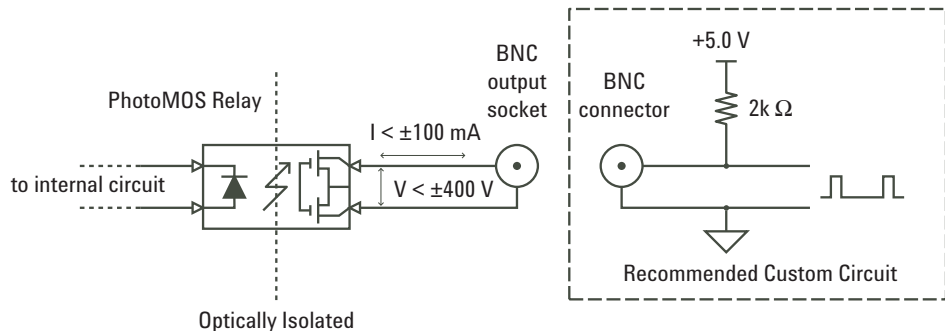 PhotoMOS Relay
to internal circuit
Optically Isolated
I < ±100 mA
V < ±400 V
BNC
output
socket
BNC
connector
+5.0 V
2k Ω
Recommended Custom Circuit